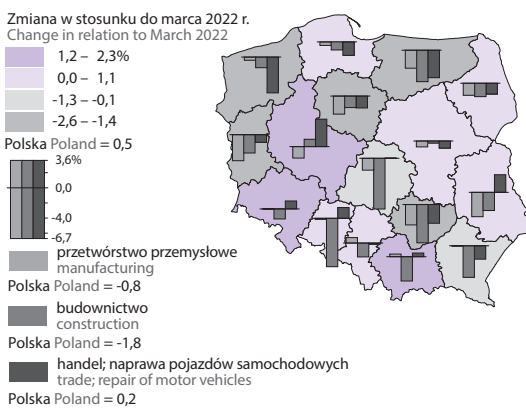 Zmiana w stosunku do marca 2022 r.
Change in relation to March 2022
1,2 – 2,3%
0,0 – 1,1
-1,3 – -0,1
-2,6 – -1,4
Polska Poland = 0,5
3,6%
0,0
-4,0
-6,7
przetwórstwo przemysłowe
manufacturing
Polska Poland = -0,8
budownictwo
construction
Polska Poland = -1,8
handel; naprawa pojazdów samochodowych
trade; repair of motor vehicles
Polska Poland = 0,2